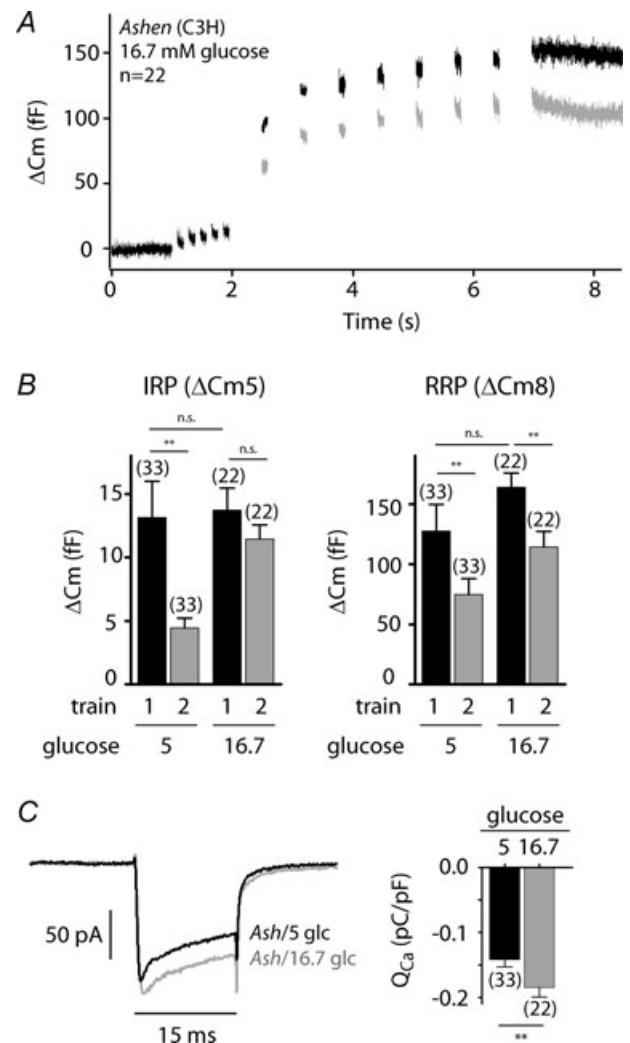 A
Ashen (C3H)
16.7 mM glucose
n=22
ΔCm (fF)
150
100
50
0
0 2 4 6 8
Time (s)
B
IRP (ΔCm5)
n.s.
** n.s.
(33) (33) (22) (22)
ΔCm (fF)
15
10
5
0
train 1 2 1 2
glucose 5 16.7
RRP (ΔCm8)
n.s. **
**
(33) (33) (22) (22)
ΔCm (fF)
150
100
50
0
train 1 2 1 2
glucose 5 16.7
C
50 pA
Ash/5 glc
Ash/16.7 glc
15 ms
glucose
5 16.7
QCa (pC/pF)
0.0
-0.1
-0.2
(33) (22)
**